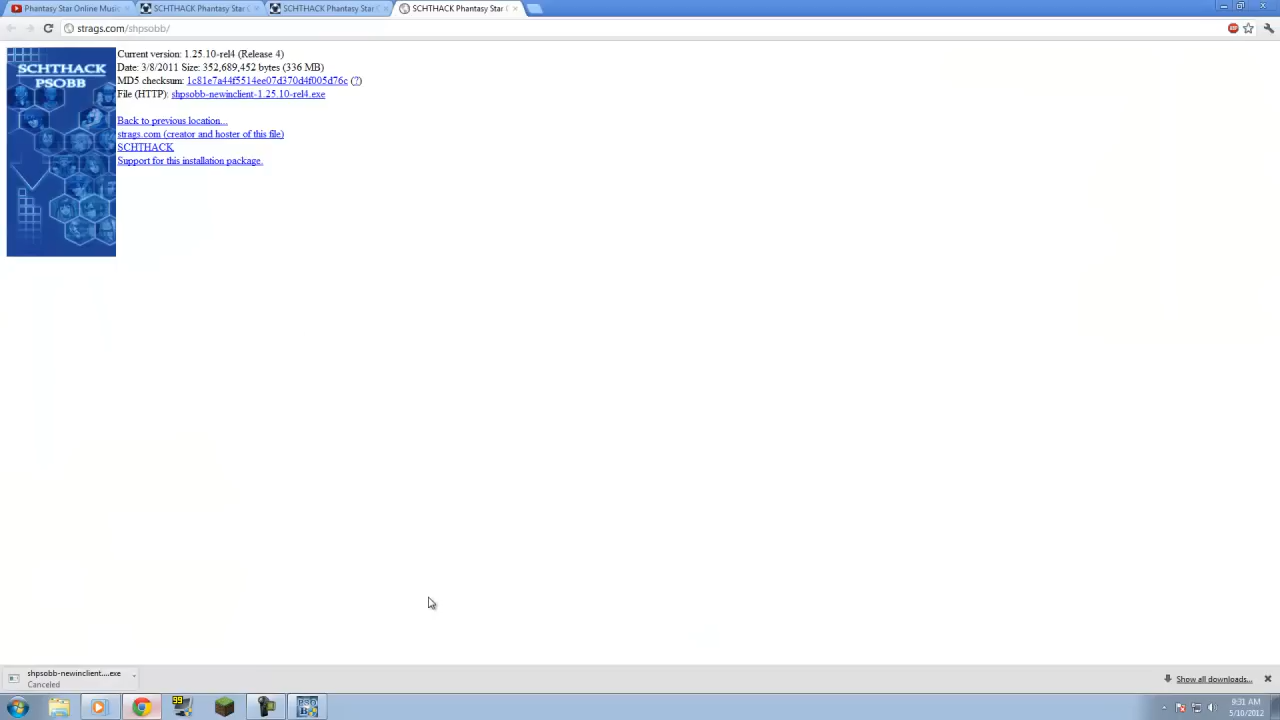 Phantasy Star Online Music
SCHTHACK Phantasy Star
SCHTHACK Phantasy Star
SCHTHACK Phantasy Star
strags.com/shpsobb/
SCHTHACK
PSOBB
Current version: 1.25.10-rel4 (Release 4)
Date: 3/8/2011 Size: 352,689,452 bytes (336 MB)
MD5 checksum: 1c81e7a44f5514ee07d370d4f005d76c (?)
File (HTTP): shpsobb-newinclient-1.25.10-rel4.exe
Back to previous location...
strags.com (creator and hoster of this file)
SCHTHACK
Support for this installation package.
shpsobb-newinclient....exe
Canceled
Show all downloads...
99
PSO
BB
9:31 AM
5/10/2012